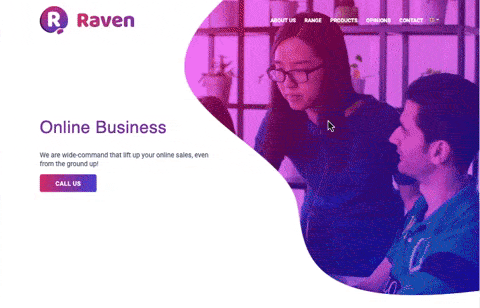 R Raven
ABOUT US RANGE PRODUCTS OPINIONS CONTACT
Online Business
We are wide-command that lift up your online sales, even
from the ground up!
CALL US